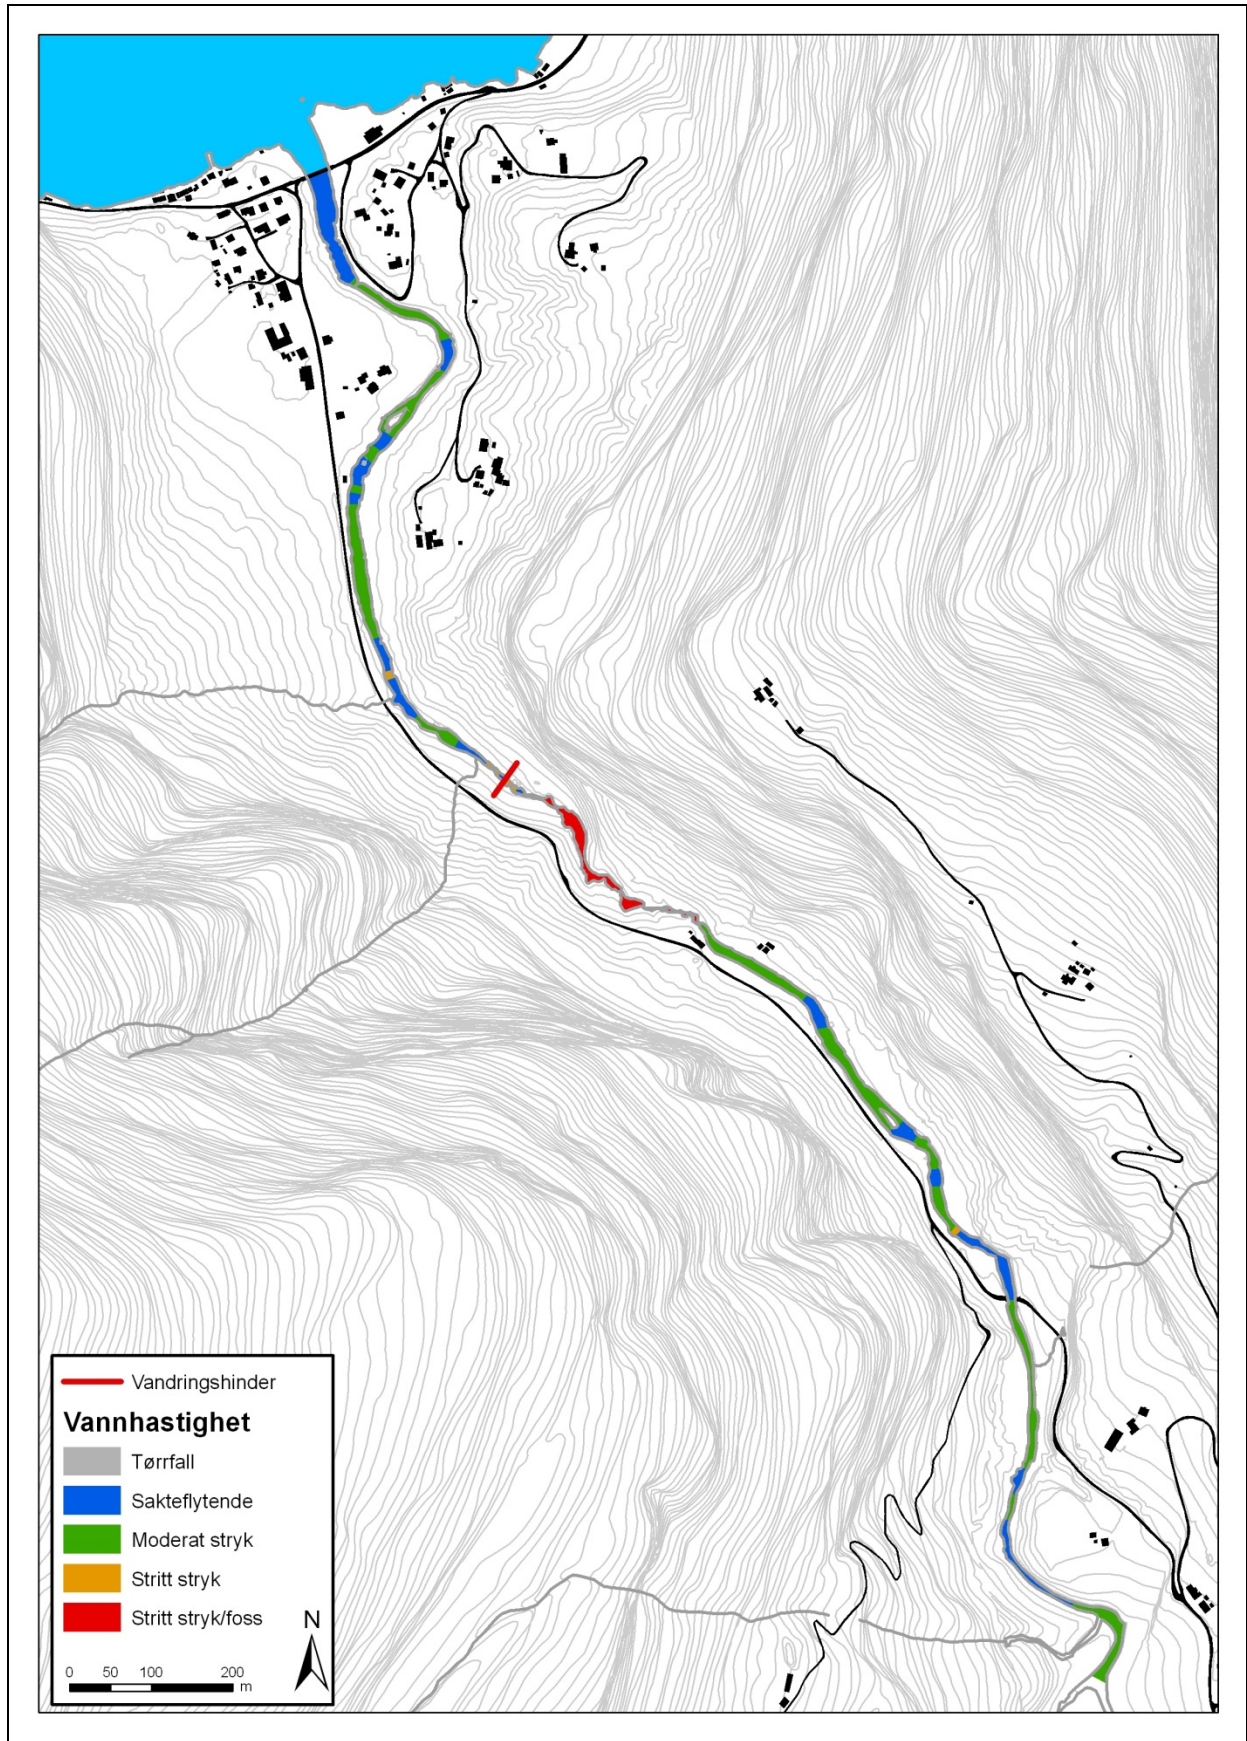 Vandringshinder
Vannhastighet
Tørrfall
Sakteflytende
Moderat stryk
Stritt stryk
Stritt stryk/foss
N
0 50 100 200
m